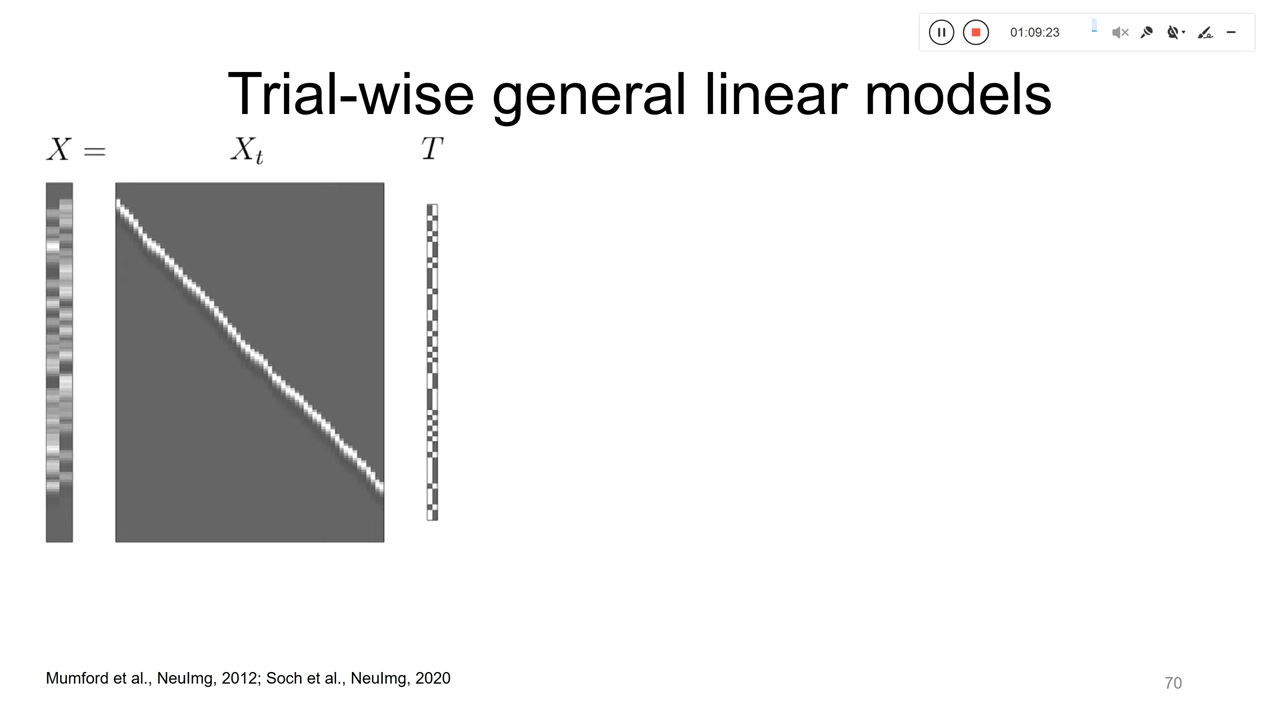 01:09:23
Trial-wise general linear models
X = X_t T
Mumford et al., NeuImg, 2012; Soch et al., NeuImg, 2020
70